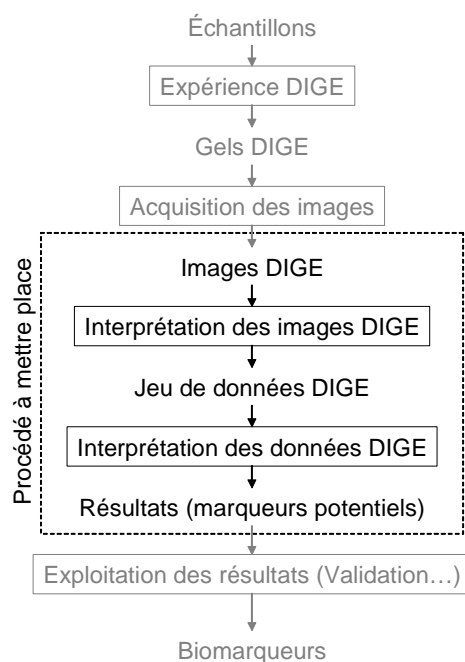 Échantillons
Expérience DIGE
Gels DIGE
Acquisition des images
Procédé à mettre place
Images DIGE
Interprétation des images DIGE
Jeu de données DIGE
Interprétation des données DIGE
Résultats (marqueurs potentiels)
Exploitation des résultats (Validation…)
Biomarqueurs